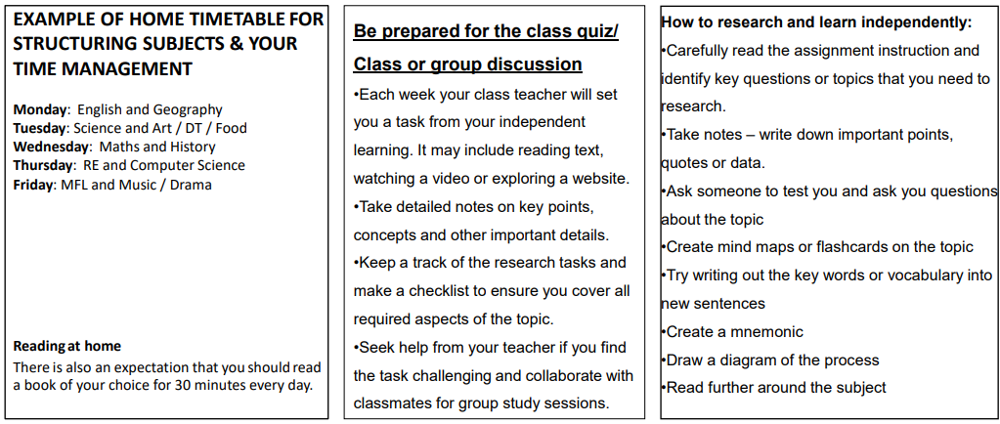 EXAMPLE OF HOME TIMETABLE FOR
STRUCTURING SUBJECTS & YOUR
TIME MANAGEMENT
Monday: English and Geography
Tuesday: Science and Art / DT / Food
Wednesday: Maths and History
Thursday: RE and Computer Science
Friday: MFL and Music / Drama
Reading at home
There is also an expectation that you should read
a book of your choice for 30 minutes every day.
Be prepared for the class quiz/
Class or group discussion
•Each week your class teacher will set
you a task from your independent
learning. It may include reading text,
watching a video or exploring a website.
•Take detailed notes on key points,
concepts and other important details.
•Keep a track of the research tasks and
make a checklist to ensure you cover all
required aspects of the topic.
•Seek help from your teacher if you find
the task challenging and collaborate with
classmates for group study sessions.
How to research and learn independently:
•Carefully read the assignment instruction and
identify key questions or topics that you need to
research.
•Take notes – write down important points,
quotes or data.
•Ask someone to test you and ask you questions
about the topic
•Create mind maps or flashcards on the topic
•Try writing out the key words or vocabulary into
new sentences
•Create a mnemonic
•Draw a diagram of the process
•Read further around the subject